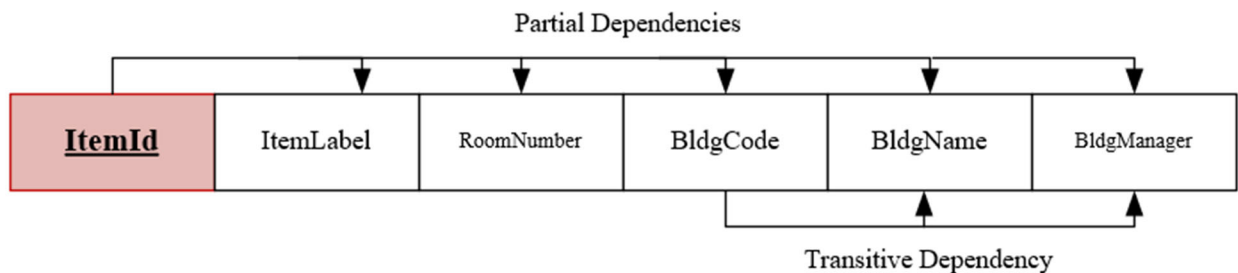 Partial Dependencies
ItemId ItemLabel RoomNumber BldgCode BldgName BldgManager
Transitive Dependency